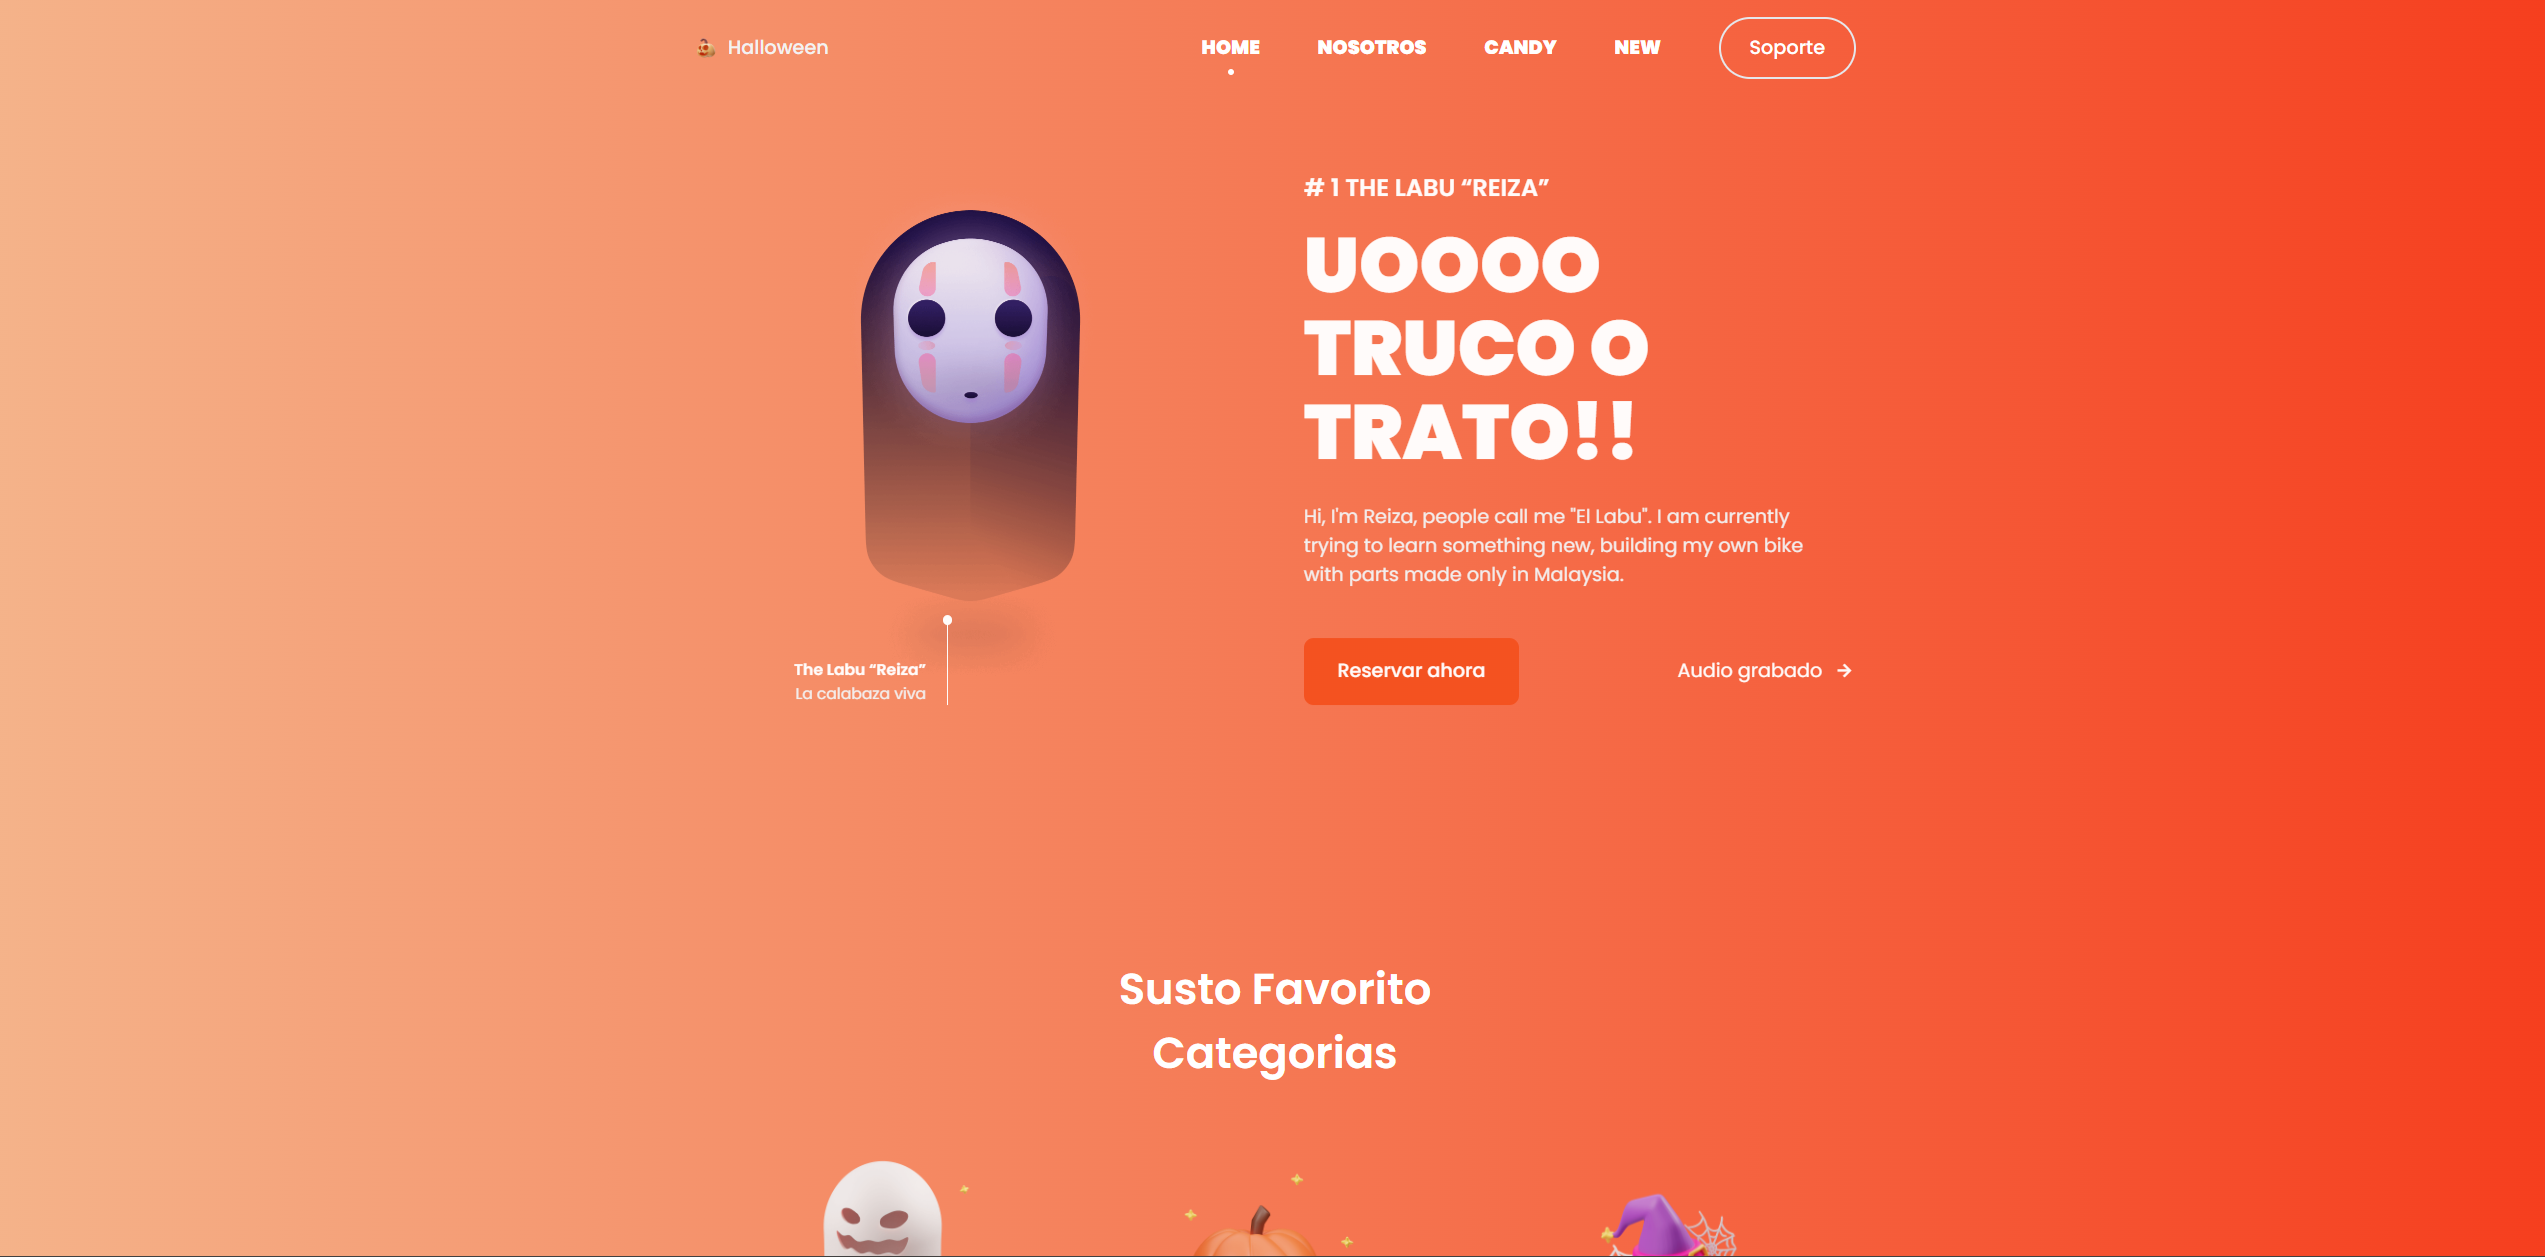 Halloween
HOME
NOSOTROS
CANDY
NEW
Soporte
# 1 THE LABU “REIZA”
UOOOO
TRUCO O
TRATO!!
Hi, I'm Reiza, people call me "El Labu". I am currently
trying to learn something new, building my own bike
with parts made only in Malaysia.
Reservar ahora
Audio grabado
The Labu “Reiza”
La calabaza viva
Susto Favorito
Categorias